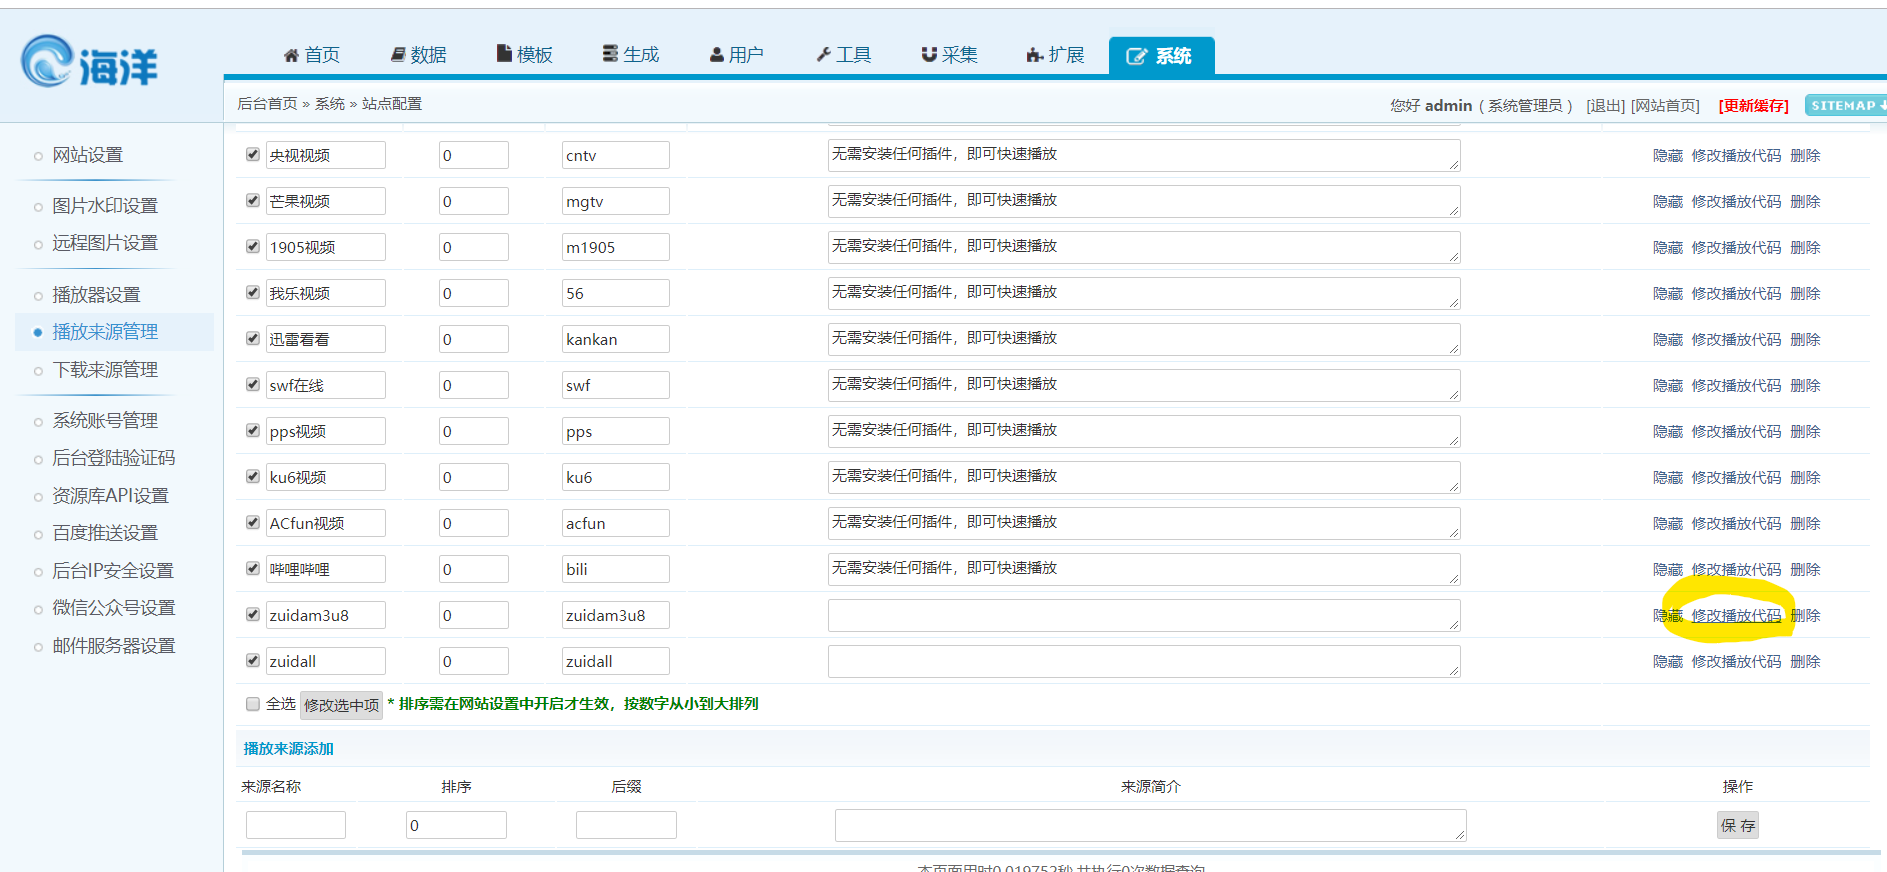 海洋
首页 数据 模板 生成 用户 工具 采集 扩展 系统
后台首页 » 系统 » 站点配置
您好 admin ( 系统管理员 ) [退出] [网站首页] [更新缓存] SITEMAP
网站设置
图片水印设置
远程图片设置
播放器设置
播放来源管理
下载来源管理
系统账号管理
后台登陆验证码
资源库API设置
百度推送设置
后台IP安全设置
微信公众号设置
邮件服务器设置
央视视频 0 cntv 无需安装任何插件，即可快速播放 隐藏 修改播放代码 删除
芒果视频 0 mgtv 无需安装任何插件，即可快速播放 隐藏 修改播放代码 删除
1905视频 0 m1905 无需安装任何插件，即可快速播放 隐藏 修改播放代码 删除
我乐视频 0 56 无需安装任何插件，即可快速播放 隐藏 修改播放代码 删除
迅雷看看 0 kankan 无需安装任何插件，即可快速播放 隐藏 修改播放代码 删除
swf在线 0 swf 无需安装任何插件，即可快速播放 隐藏 修改播放代码 删除
pps视频 0 pps 无需安装任何插件，即可快速播放 隐藏 修改播放代码 删除
ku6视频 0 ku6 无需安装任何插件，即可快速播放 隐藏 修改播放代码 删除
ACfun视频 0 acfun 无需安装任何插件，即可快速播放 隐藏 修改播放代码 删除
哔哩哔哩 0 bili 无需安装任何插件，即可快速播放 隐藏 修改播放代码 删除
zuidam3u8 0 zuidam3u8 隐藏 修改播放代码 删除
zuidall 0 zuidall 隐藏 修改播放代码 删除
全选 修改选中项 * 排序需在网站设置中开启才生效，按数字从小到大排列
播放来源添加
来源名称 排序 后缀 来源简介 操作
0 保 存
本页面用时0.019752秒,共执行0次数据查询